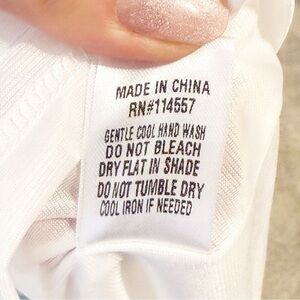 MADE IN CHINA
RN#114557
GENTLE COOL HAND WASH
DO NOT BLEACH
DRY FLAT IN SHADE
DO NOT TUMBLE DRY
COOL IRON IF NEEDED